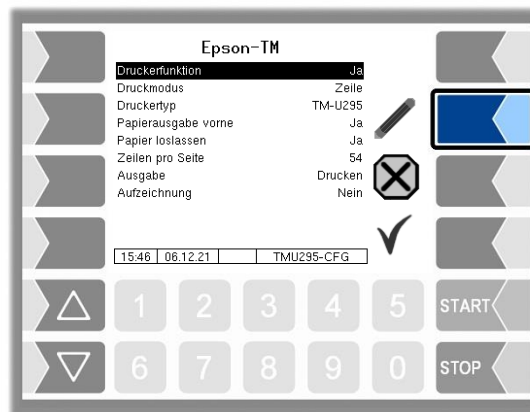 Epson-TM
Druckerfunktion Ja
Druckmodus Zeile
Druckertyp TM-U295
Papierausgabe vorne Ja
Papier loslassen Ja
Zeilen pro Seite 54
Ausgabe Drucken
Aufzeichnung Nein
15:46 06.12.21 TMU295-CFG
1 2 3 4 5 START
6 7 8 9 0 STOP